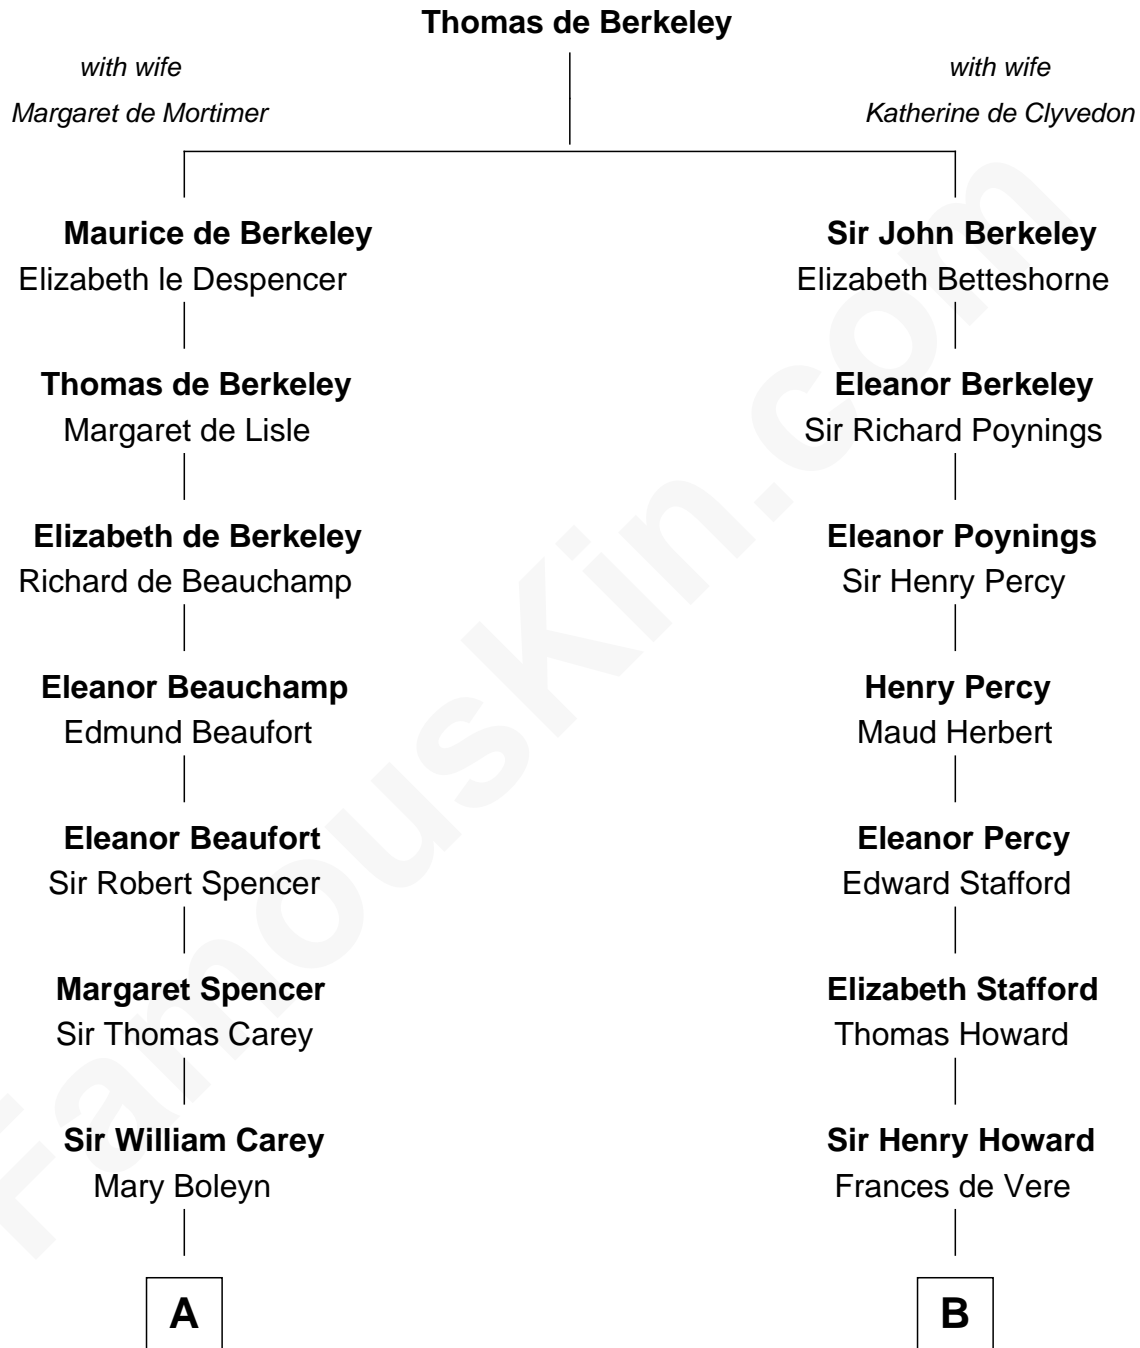 Thomas de Berkeley
with wife
Margaret de Mortimer
with wife
Katherine de Clyvedon
Maurice de Berkeley
Elizabeth le Despencer
Thomas de Berkeley
Margaret de Lisle
Elizabeth de Berkeley
Richard de Beauchamp
Eleanor Beauchamp
Edmund Beaufort
Eleanor Beaufort
Sir Robert Spencer
Margaret Spencer
Sir Thomas Carey
Sir William Carey
Mary Boleyn
A
Sir John Berkeley
Elizabeth Betteshorne
Eleanor Berkeley
Sir Richard Poynings
Eleanor Poynings
Sir Henry Percy
Henry Percy
Maud Herbert
Eleanor Percy
Edward Stafford
Elizabeth Stafford
Thomas Howard
Sir Henry Howard
Frances de Vere
B
FamousKin.com